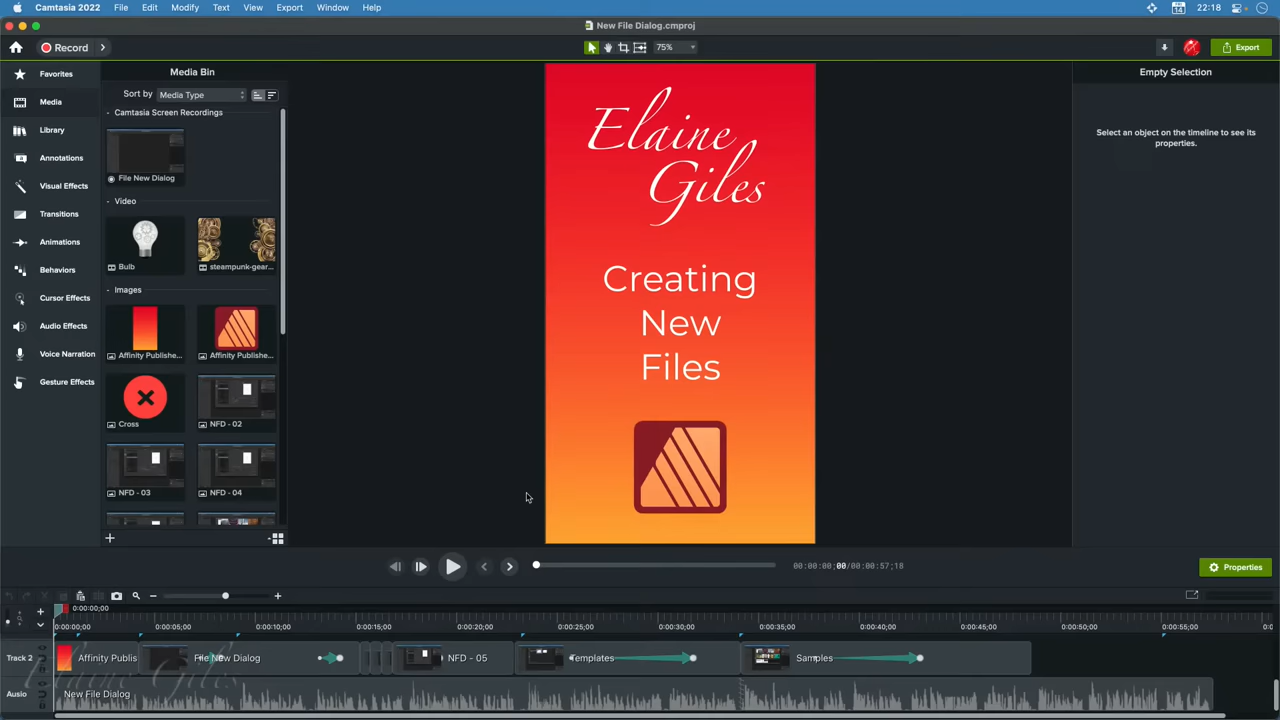 Camtasia 2022 File Edit Modify Text View Export Window Help 14 22:18
New File Dialog.cmproj
Record 75% Export
Favorites
Media
Library
Annotations
Visual Effects
Transitions
Animations
Behaviors
Cursor Effects
Audio Effects
Voice Narration
Gesture Effects
Media Bin
Sort by Media Type
Camtasia Screen Recordings
File New Dialog
Video
Bulb steampunk-gear...
Images
Affinity Publishe... Affinity Publishe...
Cross NFD - 02
NFD - 03 NFD - 04
Elaine
Giles
Creating
New
Files
Empty Selection
Select an object on the timeline to see its
properties.
00:00:00;00/00:00:57;18
Properties
0:00:00;00
0:00:00;00 0:00:05;00 0:00:10;00 0:00:15;00 0:00:20;00 0:00:25;00 0:00:30;00 0:00:35;00 0:00:40;00 0:00:45;00 0:00:50;00 0:00:55;00
Track 2 Affinity Publis File New Dialog NFD - 05 Templates Samples
Elaine Giles
Ausio New File Dialog